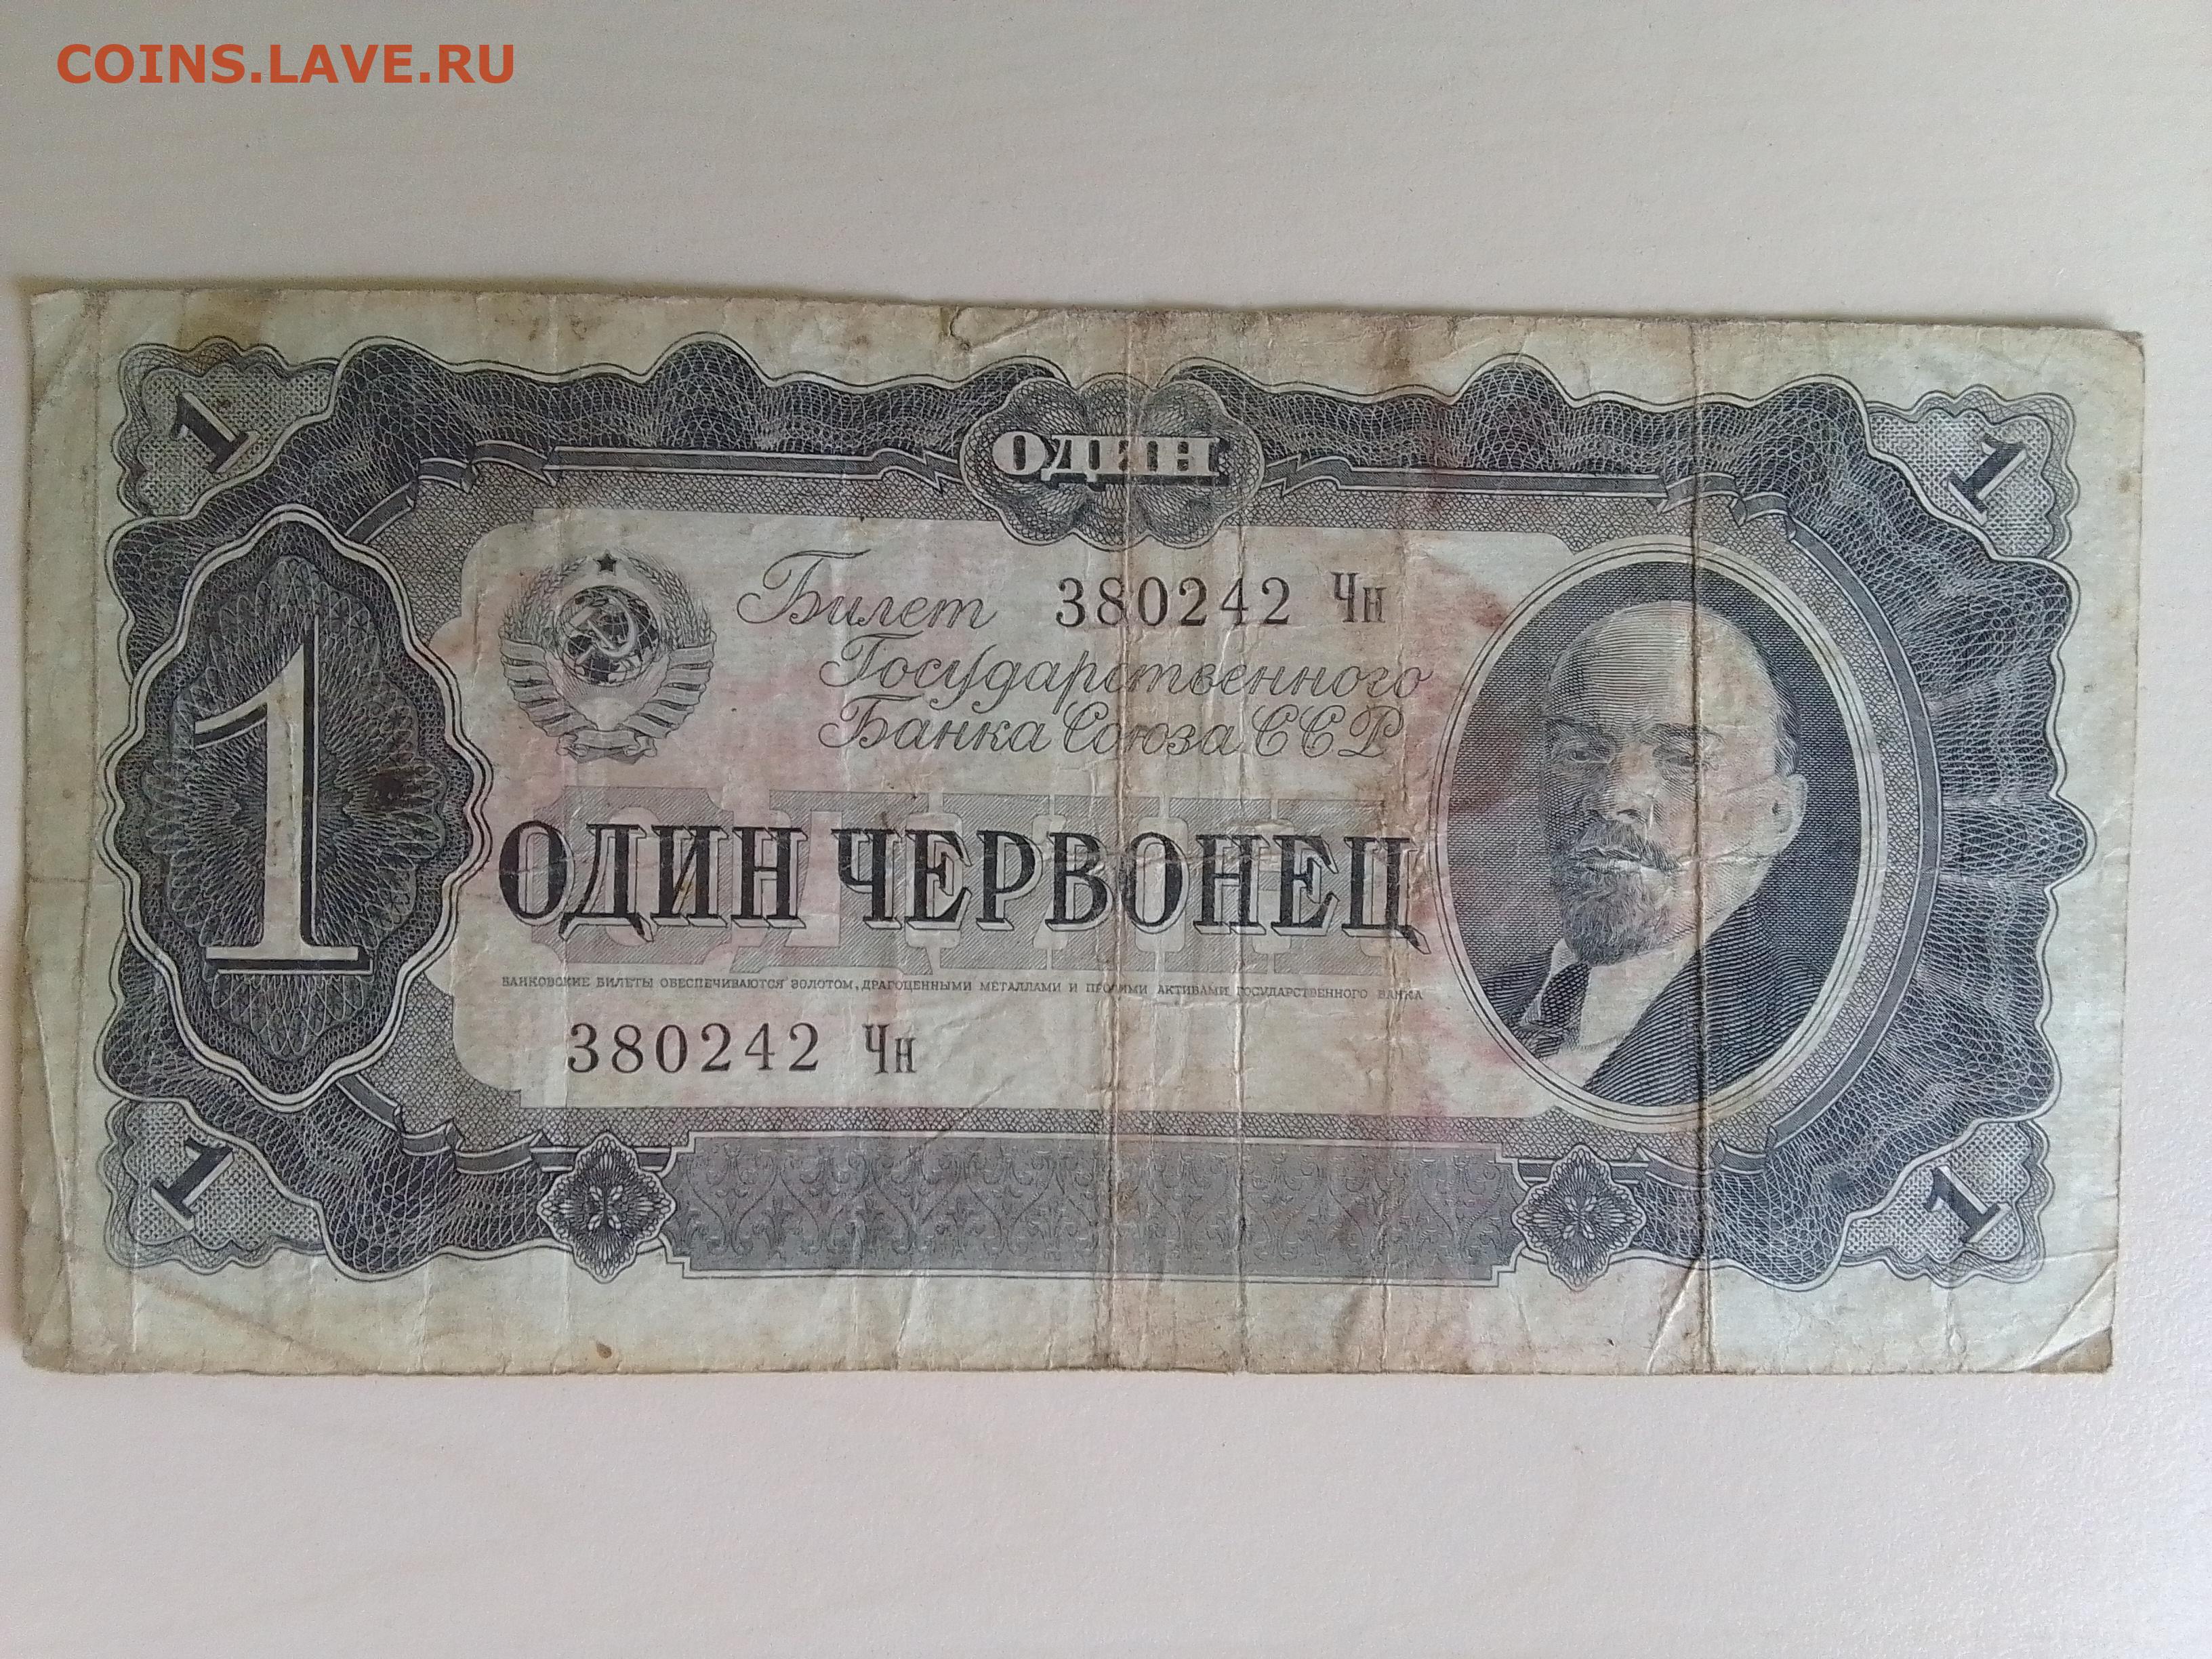 COINS.LAVE.RU
1
ОДИН
1
Билет 380242 Чн
Государственного
Банка Союза ССР
1
ОДИН
ОДИН ЧЕРВОНЕЦ
БАНКОВСКИЕ БИЛЕТЫ ОБЕСПЕЧИВАЮТСЯ ЗОЛОТОМ, ДРАГОЦЕННЫМИ МЕТАЛЛАМИ И ПРОЧИМИ АКТИВАМИ ГОСУДАРСТВЕННОГО БАНКА
380242 Чн
1
1